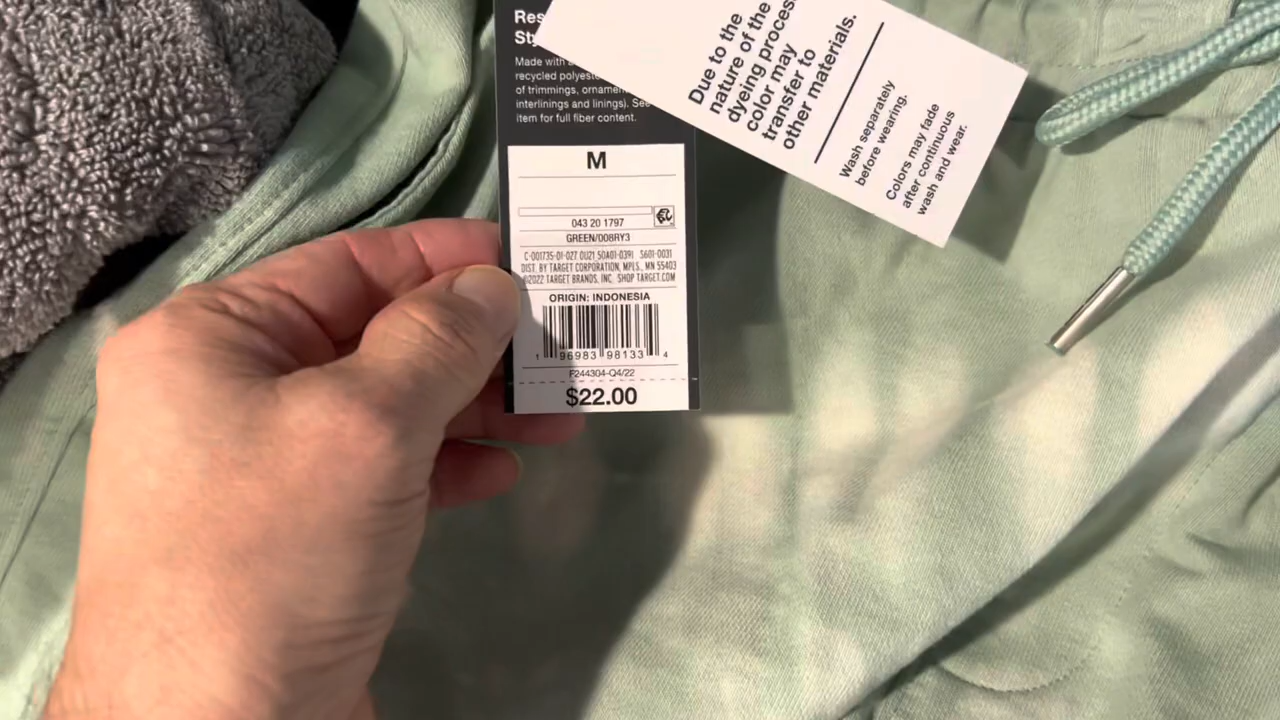 Res
Sty
Made with a
recycled polyeste
of trimmings, ornamen
interlinings and linings). See
item for full fiber content.
M
043 20 1797
GREEN/008RY3
C-001735-01-027 0U21 50A01-0391 S601-0031
DIST. BY TARGET CORPORATION, MPLS., MN 55403
©2022 TARGET BRANDS, INC. SHOP TARGET.COM
ORIGIN: INDONESIA
1 96983 98133 4
F244304-Q4/22
$22.00
Due to the
nature of the
dyeing process
color may
transfer to
other materials.
Wash separately
before wearing.
Colors may fade
after continuous
wash and wear.